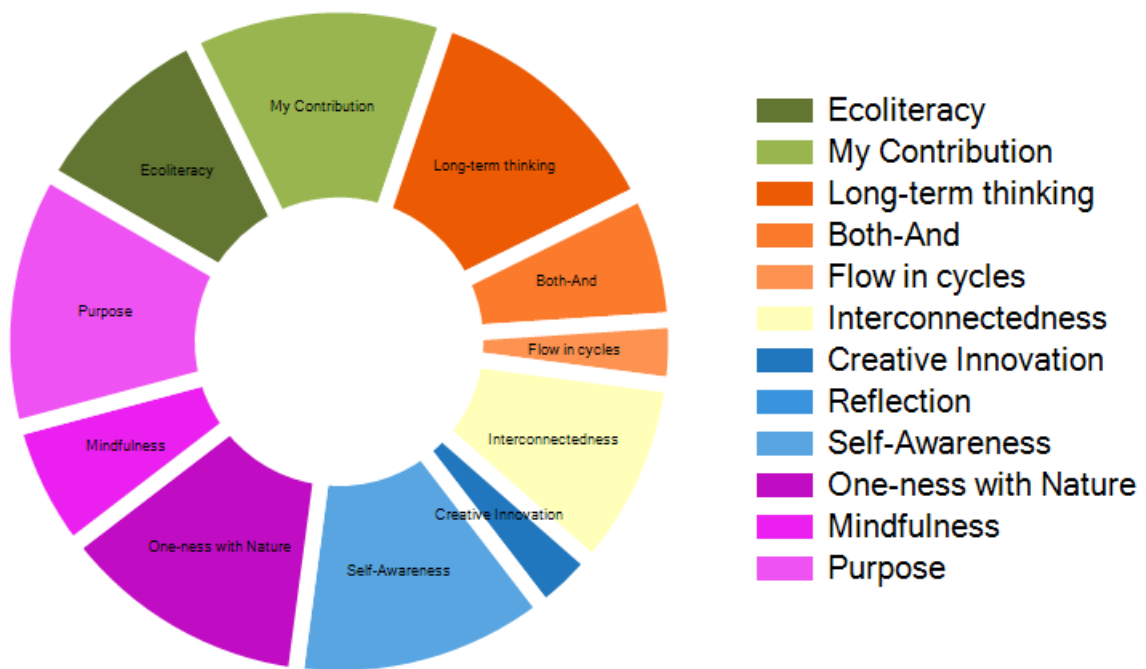 My Contribution
Long-term thinking
Ecoliteracy
Both-And
Purpose
Flow in cycles
Interconnectedness
Mindfulness
Creative Innovation
One-ness with Nature
Self-Awareness
Ecoliteracy
My Contribution
Long-term thinking
Both-And
Flow in cycles
Interconnectedness
Creative Innovation
Reflection
Self-Awareness
One-ness with Nature
Mindfulness
Purpose